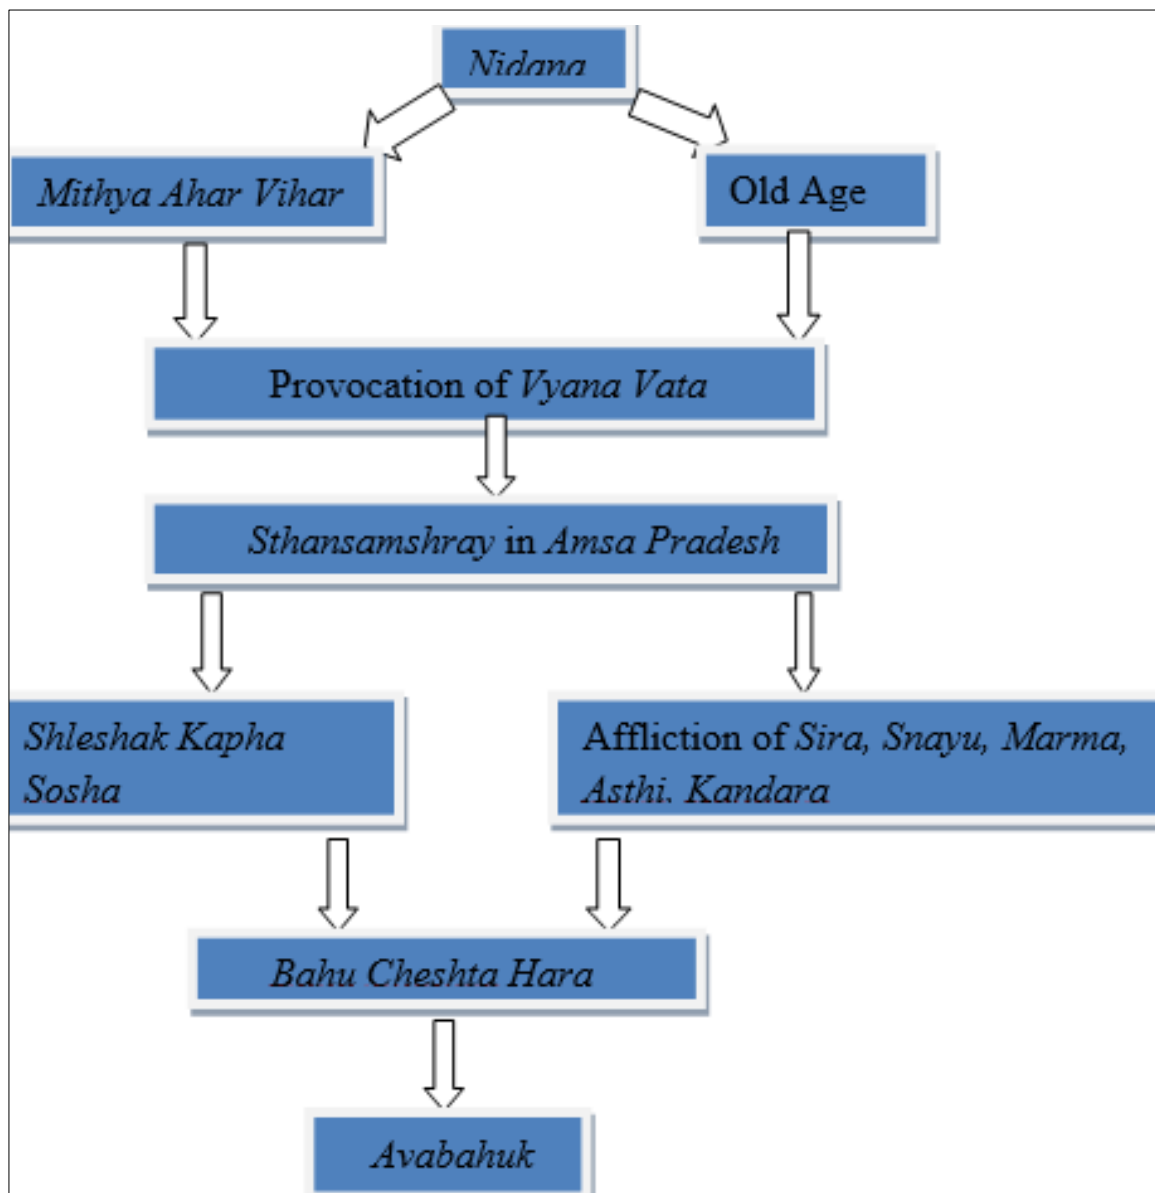 Nidana
Mithya Ahar Vihar
Old Age
Provocation of Vyana Vata
Sthansamshray in Amsa Pradesh
Shleshak Kapha
Sosha
Affliction of Sira, Snayu, Marma,
Asthi, Kandara
Bahu Cheshta Hara
Avabahuk